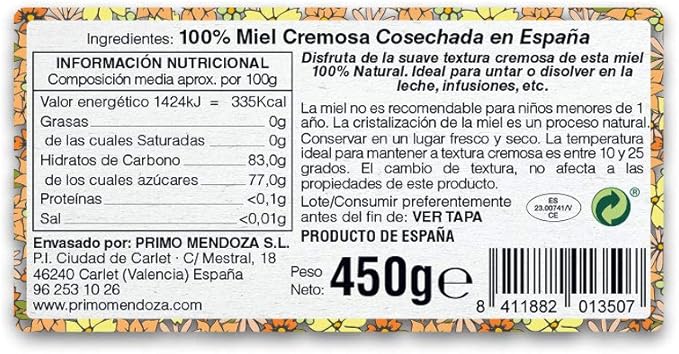 Ingredientes: 100% Miel Cremosa Cosechada en España
INFORMACIÓN NUTRICIONAL
Composición media aprox. por 100g
Valor energético 1424kJ = 335Kcal
Grasas 0g
de las cuales Saturadas 0g
Hidratos de Carbono 83,0g
de los cuales azúcares 77,0g
Proteínas <0,1g
Sal <0,01g
Envasado por: PRIMO MENDOZA S.L.
P.I. Ciudad de Carlet · C/ Mestral, 18
46240 Carlet (Valencia) España
96 253 10 26
www.primomendoza.com
Disfruta de la suave textura cremosa de esta miel
100% Natural. Ideal para untar o disolver en la
leche, infusiones, etc.
La miel no es recomendable para niños menores de 1
año. La cristalización de la miel es un proceso natural.
Conservar en un lugar fresco y seco. La temperatura
ideal para mantener a textura cremosa es entre 10 y 25
grados. El cambio de textura, no afecta a las
propiedades de este producto.
Lote/Consumir preferentemente
antes del fin de: VER TAPA
PRODUCTO DE ESPAÑA
ES
23.00741/V
CE
®
Peso
Neto: 450g e
8 411882 013507